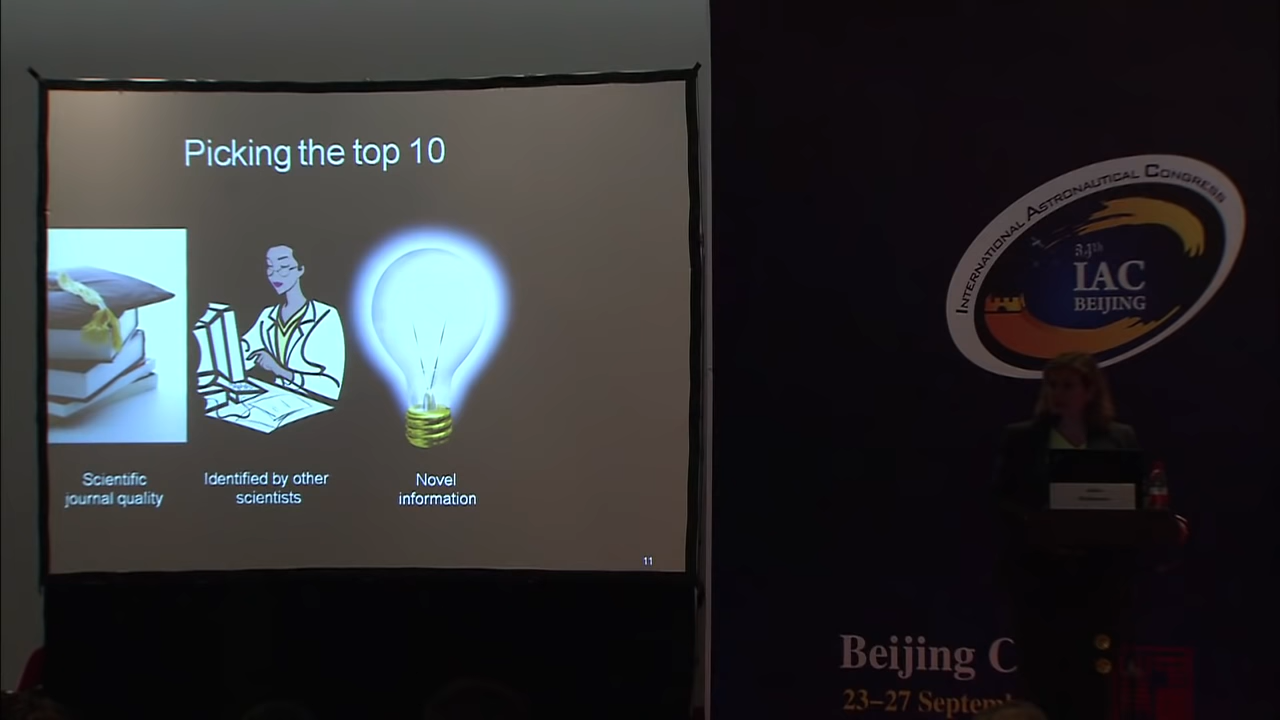 Picking the top 10
Scientific
journal quality
Identified by other
scientists
Novel
information
11
INTERNATIONAL ASTRONAUTICAL CONGRESS
IAC
BEIJING
Beijing C
23–27 Septemb